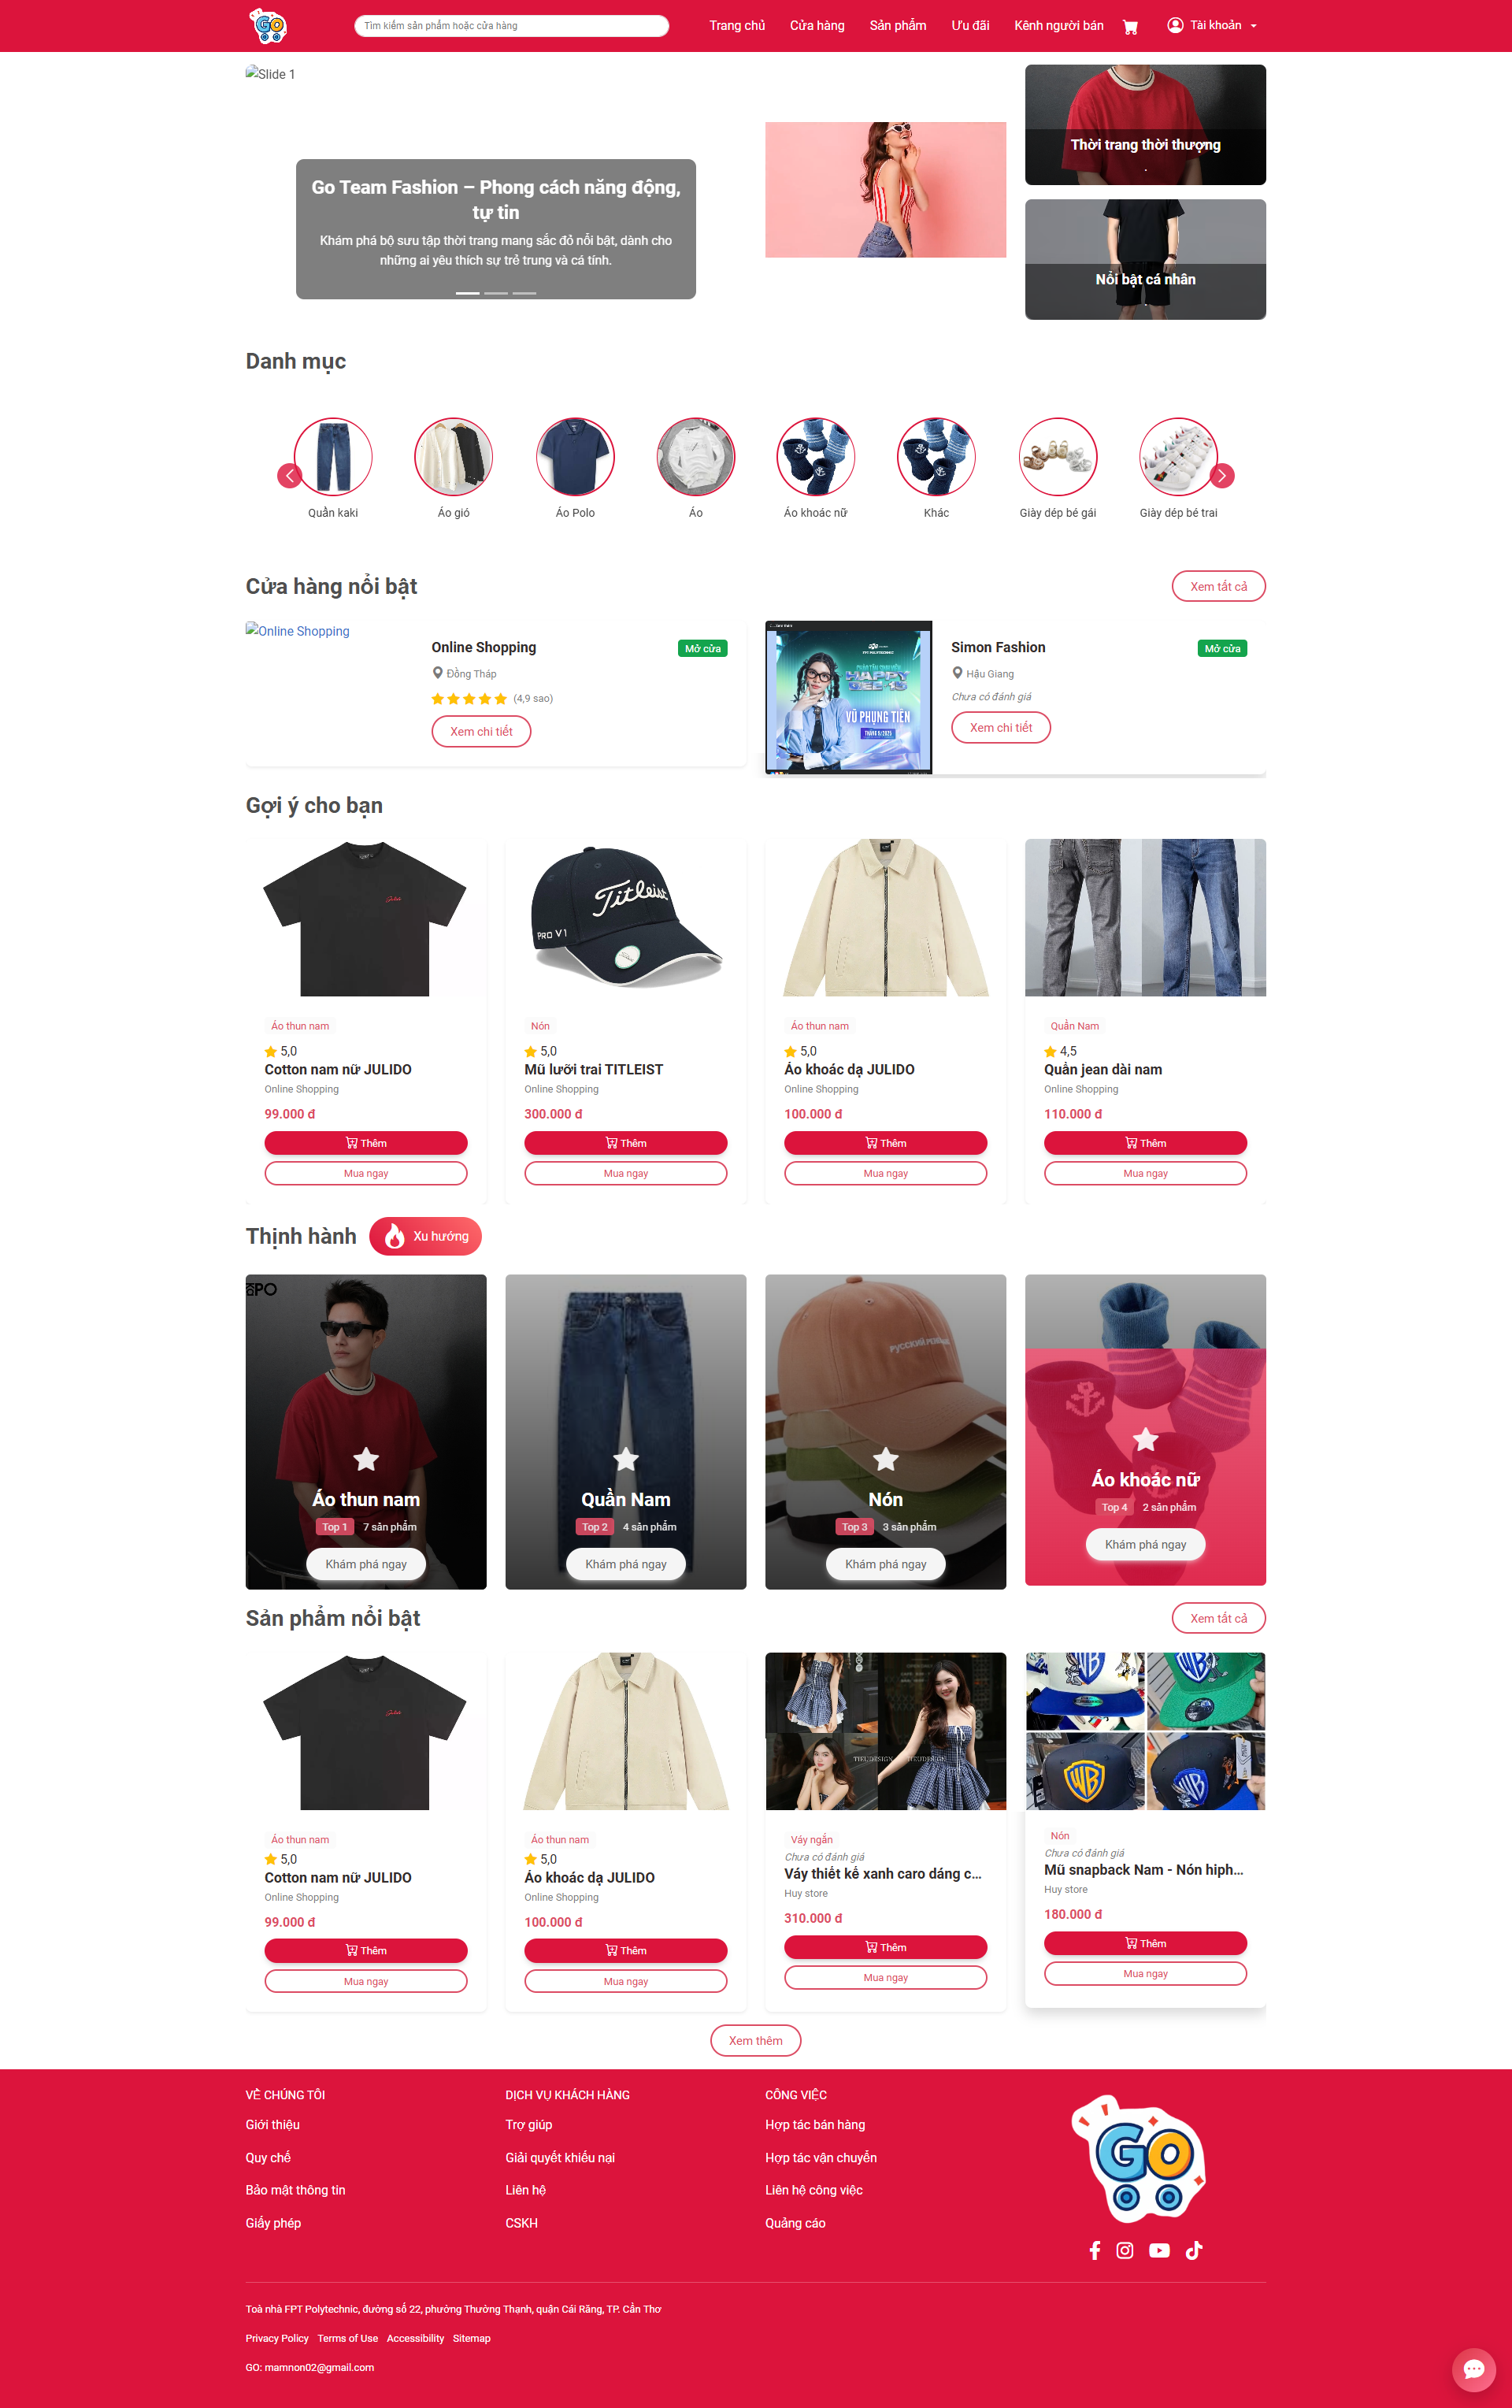 GO
Tìm kiếm sản phẩm hoặc cửa hàng
Trang chủ
Cửa hàng
Sản phẩm
Ưu đãi
Kênh người bán
Tài khoản
Slide 1
Go Team Fashion – Phong cách năng động,
tự tin
Khám phá bộ sưu tập thời trang mang sắc đỏ nổi bật, dành cho
những ai yêu thích sự trẻ trung và cá tính.
Thời trang thời thượng
.
Nổi bật cá nhân
.
Danh mục
Quần kaki
Áo gió
Áo Polo
Áo
Áo khoác nữ
Khác
Giày dép bé gái
Giày dép bé trai
Cửa hàng nổi bật
Xem tất cả
Online Shopping
Online Shopping
Mở cửa
Đồng Tháp
(4,9 sao)
Xem chi tiết
FPT POLYTECHNIC
HAPPY
VŨ PHỤNG TIÊN
Simon Fashion
Mở cửa
Hậu Giang
Chưa có đánh giá
Xem chi tiết
Gợi ý cho bạn
Áo thun nam
5,0
Cotton nam nữ JULIDO
Online Shopping
99.000 đ
Thêm
Mua ngay
Titleist
PRO V1
Nón
5,0
Mũ lưỡi trai TITLEIST
Online Shopping
300.000 đ
Thêm
Mua ngay
Áo thun nam
5,0
Áo khoác dạ JULIDO
Online Shopping
100.000 đ
Thêm
Mua ngay
Quần Nam
4,5
Quần jean dài nam
Online Shopping
110.000 đ
Thêm
Mua ngay
Thịnh hành
Xu hướng
Áo thun nam
Top 1
7 sản phẩm
Khám phá ngay
Quần Nam
Top 2
4 sản phẩm
Khám phá ngay
Nón
Top 3
3 sản phẩm
Khám phá ngay
Áo khoác nữ
Top 4
2 sản phẩm
Khám phá ngay
Sản phẩm nổi bật
Xem tất cả
Áo thun nam
5,0
Cotton nam nữ JULIDO
Online Shopping
99.000 đ
Thêm
Mua ngay
Áo thun nam
5,0
Áo khoác dạ JULIDO
Online Shopping
100.000 đ
Thêm
Mua ngay
Váy ngắn
Chưa có đánh giá
Váy thiết kế xanh caro dáng c...
Huy store
310.000 đ
Thêm
Mua ngay
WB
Nón
Chưa có đánh giá
Mũ snapback Nam - Nón hiph...
Huy store
180.000 đ
Thêm
Mua ngay
Xem thêm
VỀ CHÚNG TÔI
Giới thiệu
Quy chế
Bảo mật thông tin
Giấy phép
DỊCH VỤ KHÁCH HÀNG
Trợ giúp
Giải quyết khiếu nại
Liên hệ
CSKH
CÔNG VIỆC
Hợp tác bán hàng
Hợp tác vận chuyển
Liên hệ công việc
Quảng cáo
GO
Toà nhà FPT Polytechnic, đường số 22, phường Thường Thạnh, quận Cái Răng, TP. Cần Thơ
Privacy Policy
Terms of Use
Accessibility
Sitemap
GO: mamnon02@gmail.com